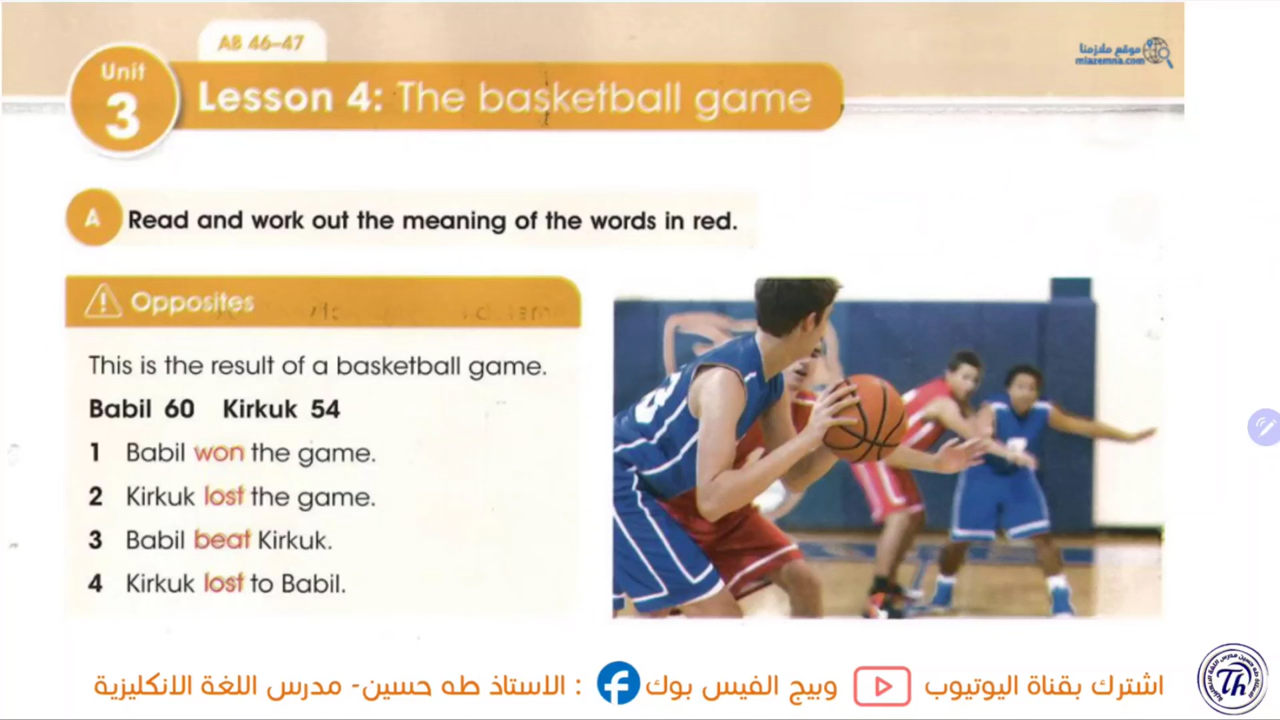 AB 46–47
Unit
3
Lesson 4: The basketball game
موقع ملازمنا
mlazemna.com
A Read and work out the meaning of the words in red.
Opposites
This is the result of a basketball game.
Babil 60 Kirkuk 54
1 Babil won the game.
2 Kirkuk lost the game.
3 Babil beat Kirkuk.
4 Kirkuk lost to Babil.
اشترك بقناة اليوتيوب وبيج الفيس بوك : الاستاذ طه حسين- مدرس اللغة الانكليزية
Th